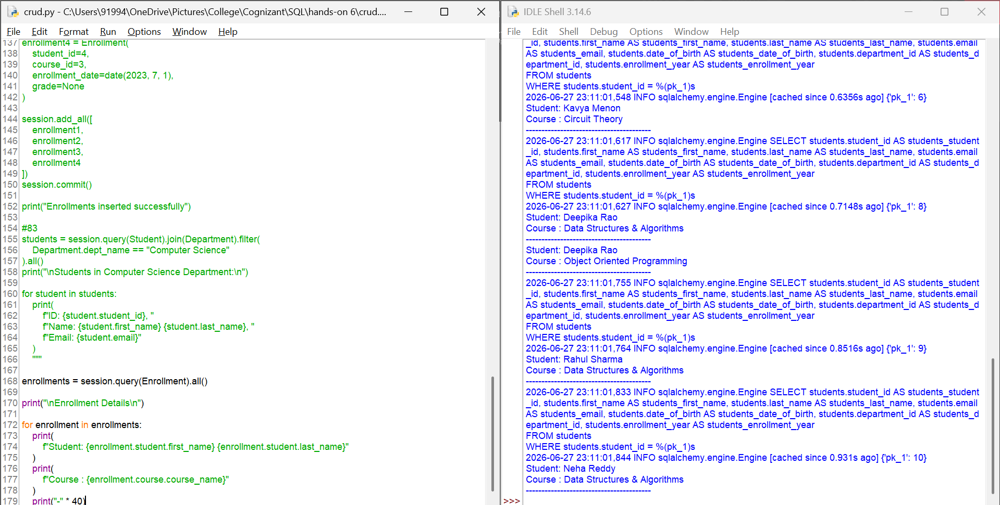 crud.py - C:\Users\91994\OneDrive\Pictures\College\Cognizant\SQL\hands-on 6\crud....
File Edit Format Run Options Window Help
137 enrollment4 = Enrollment(
138     student_id=4,
139     course_id=3,
140     enrollment_date=date(2023, 7, 1),
141     grade=None
142 )
143
144 session.add_all([
145     enrollment1,
146     enrollment2,
147     enrollment3,
148     enrollment4
149 ])
150 session.commit()
151
152 print("Enrollments inserted successfully")
153
154 #83
155 students = session.query(Student).join(Department).filter(
156     Department.dept_name == "Computer Science"
157 ).all()
158 print("\nStudents in Computer Science Department:\n")
159
160 for student in students:
161     print(
162         f"ID: {student.student_id}, "
163         f"Name: {student.first_name} {student.last_name}, "
164         f"Email: {student.email}"
165     )
166     """
167
168 enrollments = session.query(Enrollment).all()
169
170 print("\nEnrollment Details\n")
171
172 for enrollment in enrollments:
173     print(
174         f"Student: {enrollment.student.first_name} {enrollment.student.last_name}"
175     )
176     print(
177         f"Course : {enrollment.course.course_name}"
178     )
179     print("-" * 40)
IDLE Shell 3.14.6
File Edit Shell Debug Options Window Help
_id, students.first_name AS students_first_name, students.last_name AS students_last_name, students.email
AS students_email, students.date_of_birth AS students_date_of_birth, students.department_id AS students_d
epartment_id, students.enrollment_year AS students_enrollment_year
FROM students
WHERE students.student_id = %(pk_1)s
2026-06-27 23:11:01,548 INFO sqlalchemy.engine.Engine [cached since 0.6356s ago] {'pk_1': 6}
Student: Kavya Menon
Course : Circuit Theory
----------------------------------------
2026-06-27 23:11:01,617 INFO sqlalchemy.engine.Engine SELECT students.student_id AS students_student
_id, students.first_name AS students_first_name, students.last_name AS students_last_name, students.email
AS students_email, students.date_of_birth AS students_date_of_birth, students.department_id AS students_d
epartment_id, students.enrollment_year AS students_enrollment_year
FROM students
WHERE students.student_id = %(pk_1)s
2026-06-27 23:11:01,627 INFO sqlalchemy.engine.Engine [cached since 0.7148s ago] {'pk_1': 8}
Student: Deepika Rao
Course : Data Structures & Algorithms
----------------------------------------
Student: Deepika Rao
Course : Object Oriented Programming
----------------------------------------
2026-06-27 23:11:01,755 INFO sqlalchemy.engine.Engine SELECT students.student_id AS students_student
_id, students.first_name AS students_first_name, students.last_name AS students_last_name, students.email
AS students_email, students.date_of_birth AS students_date_of_birth, students.department_id AS students_d
epartment_id, students.enrollment_year AS students_enrollment_year
FROM students
WHERE students.student_id = %(pk_1)s
2026-06-27 23:11:01,764 INFO sqlalchemy.engine.Engine [cached since 0.8516s ago] {'pk_1': 9}
Student: Rahul Sharma
Course : Data Structures & Algorithms
----------------------------------------
2026-06-27 23:11:01,833 INFO sqlalchemy.engine.Engine SELECT students.student_id AS students_student
_id, students.first_name AS students_first_name, students.last_name AS students_last_name, students.email
AS students_email, students.date_of_birth AS students_date_of_birth, students.department_id AS students_d
epartment_id, students.enrollment_year AS students_enrollment_year
FROM students
WHERE students.student_id = %(pk_1)s
2026-06-27 23:11:01,844 INFO sqlalchemy.engine.Engine [cached since 0.931s ago] {'pk_1': 10}
Student: Neha Reddy
Course : Data Structures & Algorithms
----------------------------------------
>>>